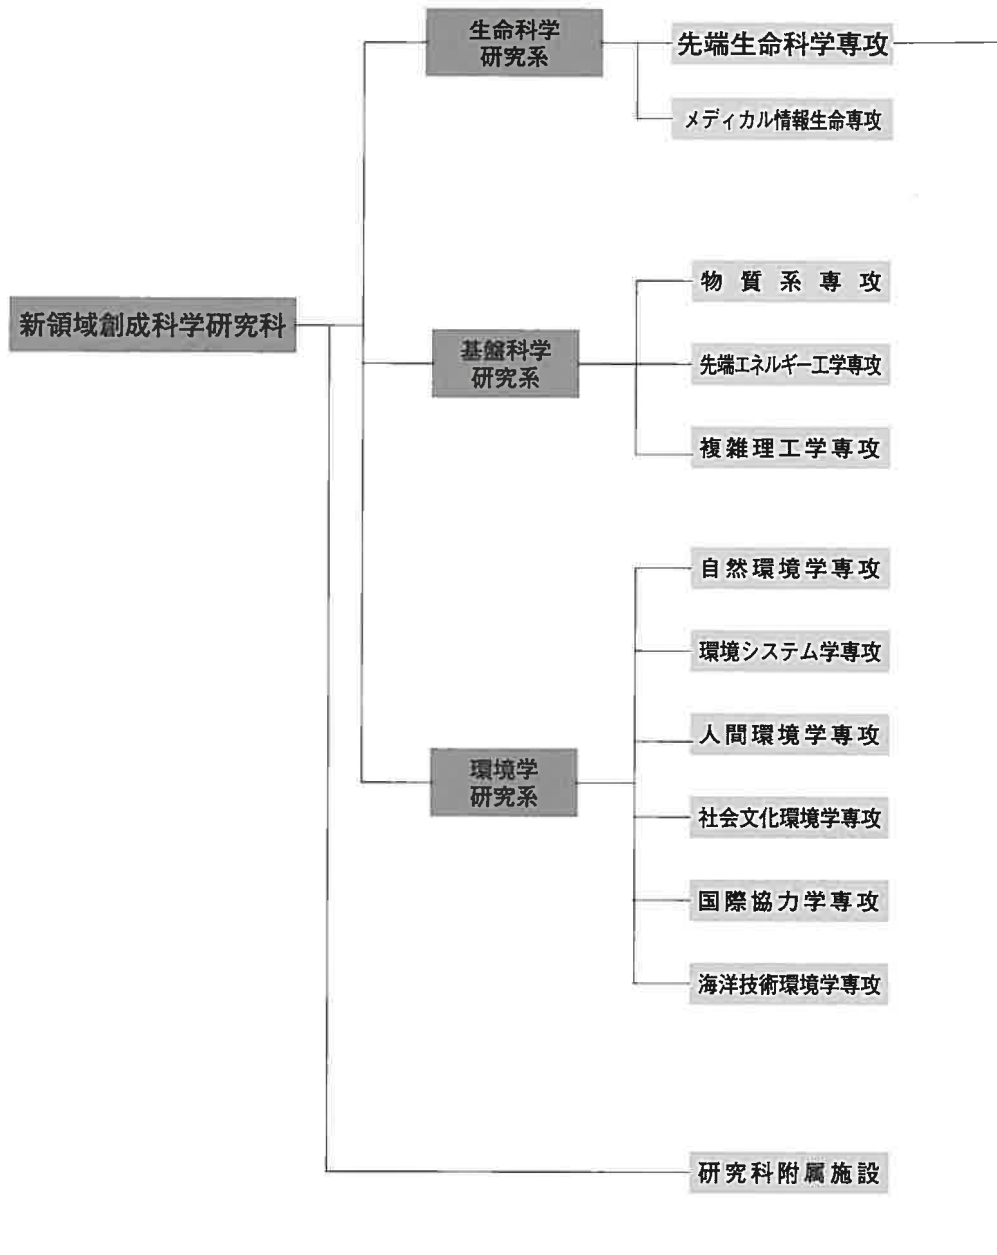 生命科学
研究系
先端生命科学専攻
メディカル情報生命専攻
新領域創成科学研究科
基盤科学
研究系
物質系専攻
先端エネルギー工学専攻
複雑理工学専攻
環境学
研究系
自然環境学専攻
環境システム学専攻
人間環境学専攻
社会文化環境学専攻
国際協力学専攻
海洋技術環境学専攻
研究科附属施設